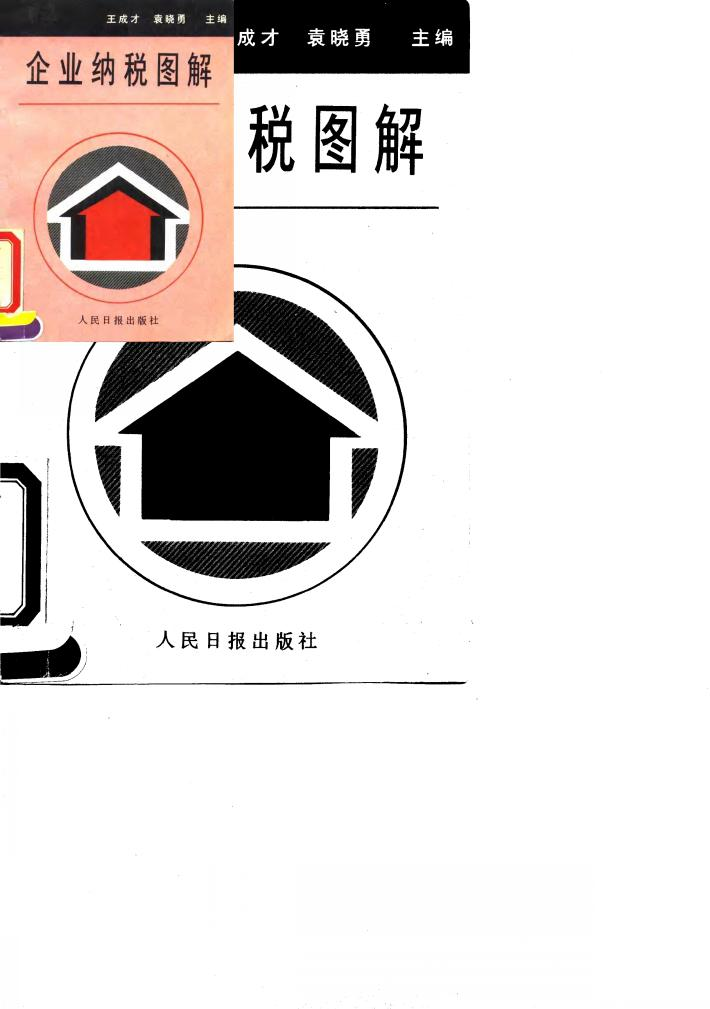 王成才 袁晓勇 主编
企业纳税图解
人民日报出版社
成才 袁晓勇 主编
税图解
人民日报出版社